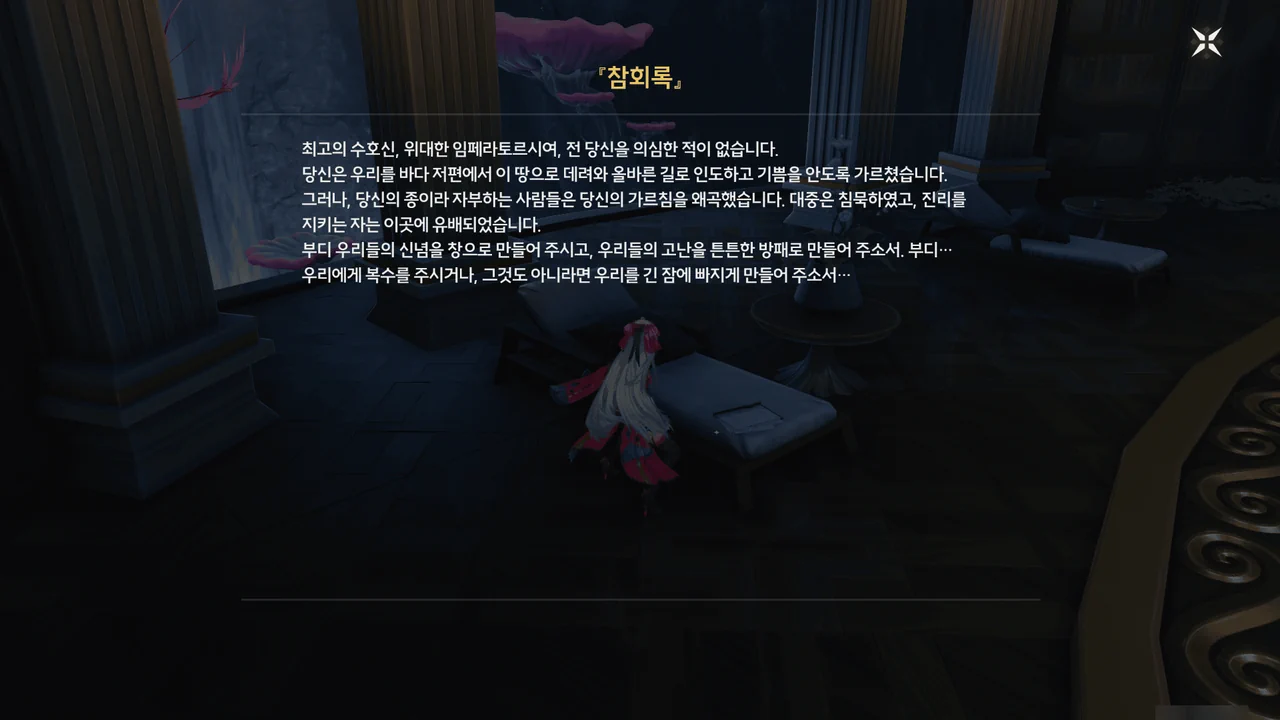 『참회록』
최고의 수호신, 위대한 임페라토르시여, 전 당신을 의심한 적이 없습니다.
당신은 우리를 바다 저편에서 이 땅으로 데려와 올바른 길로 인도하고 기쁨을 안도록 가르쳤습니다.
그러나, 당신의 종이라 자부하는 사람들은 당신의 가르침을 왜곡했습니다. 대중은 침묵하였고, 진리를
지키는 자는 이곳에 유배되었습니다.
부디 우리들의 신념을 창으로 만들어 주시고, 우리들의 고난을 튼튼한 방패로 만들어 주소서. 부디…
우리에게 복수를 주시거나, 그것도 아니라면 우리를 긴 잠에 빠지게 만들어 주소서…